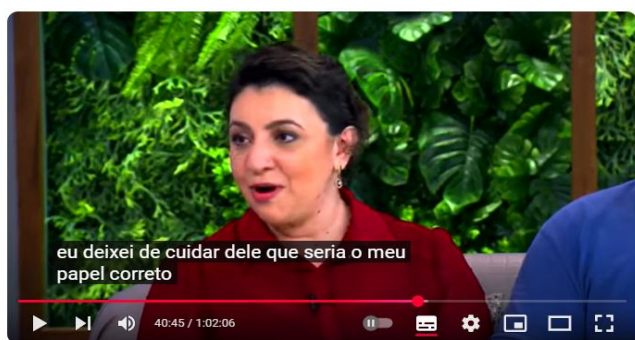 eu deixei de cuidar dele que seria o meu
papel correto
40:45 / 1:02:06